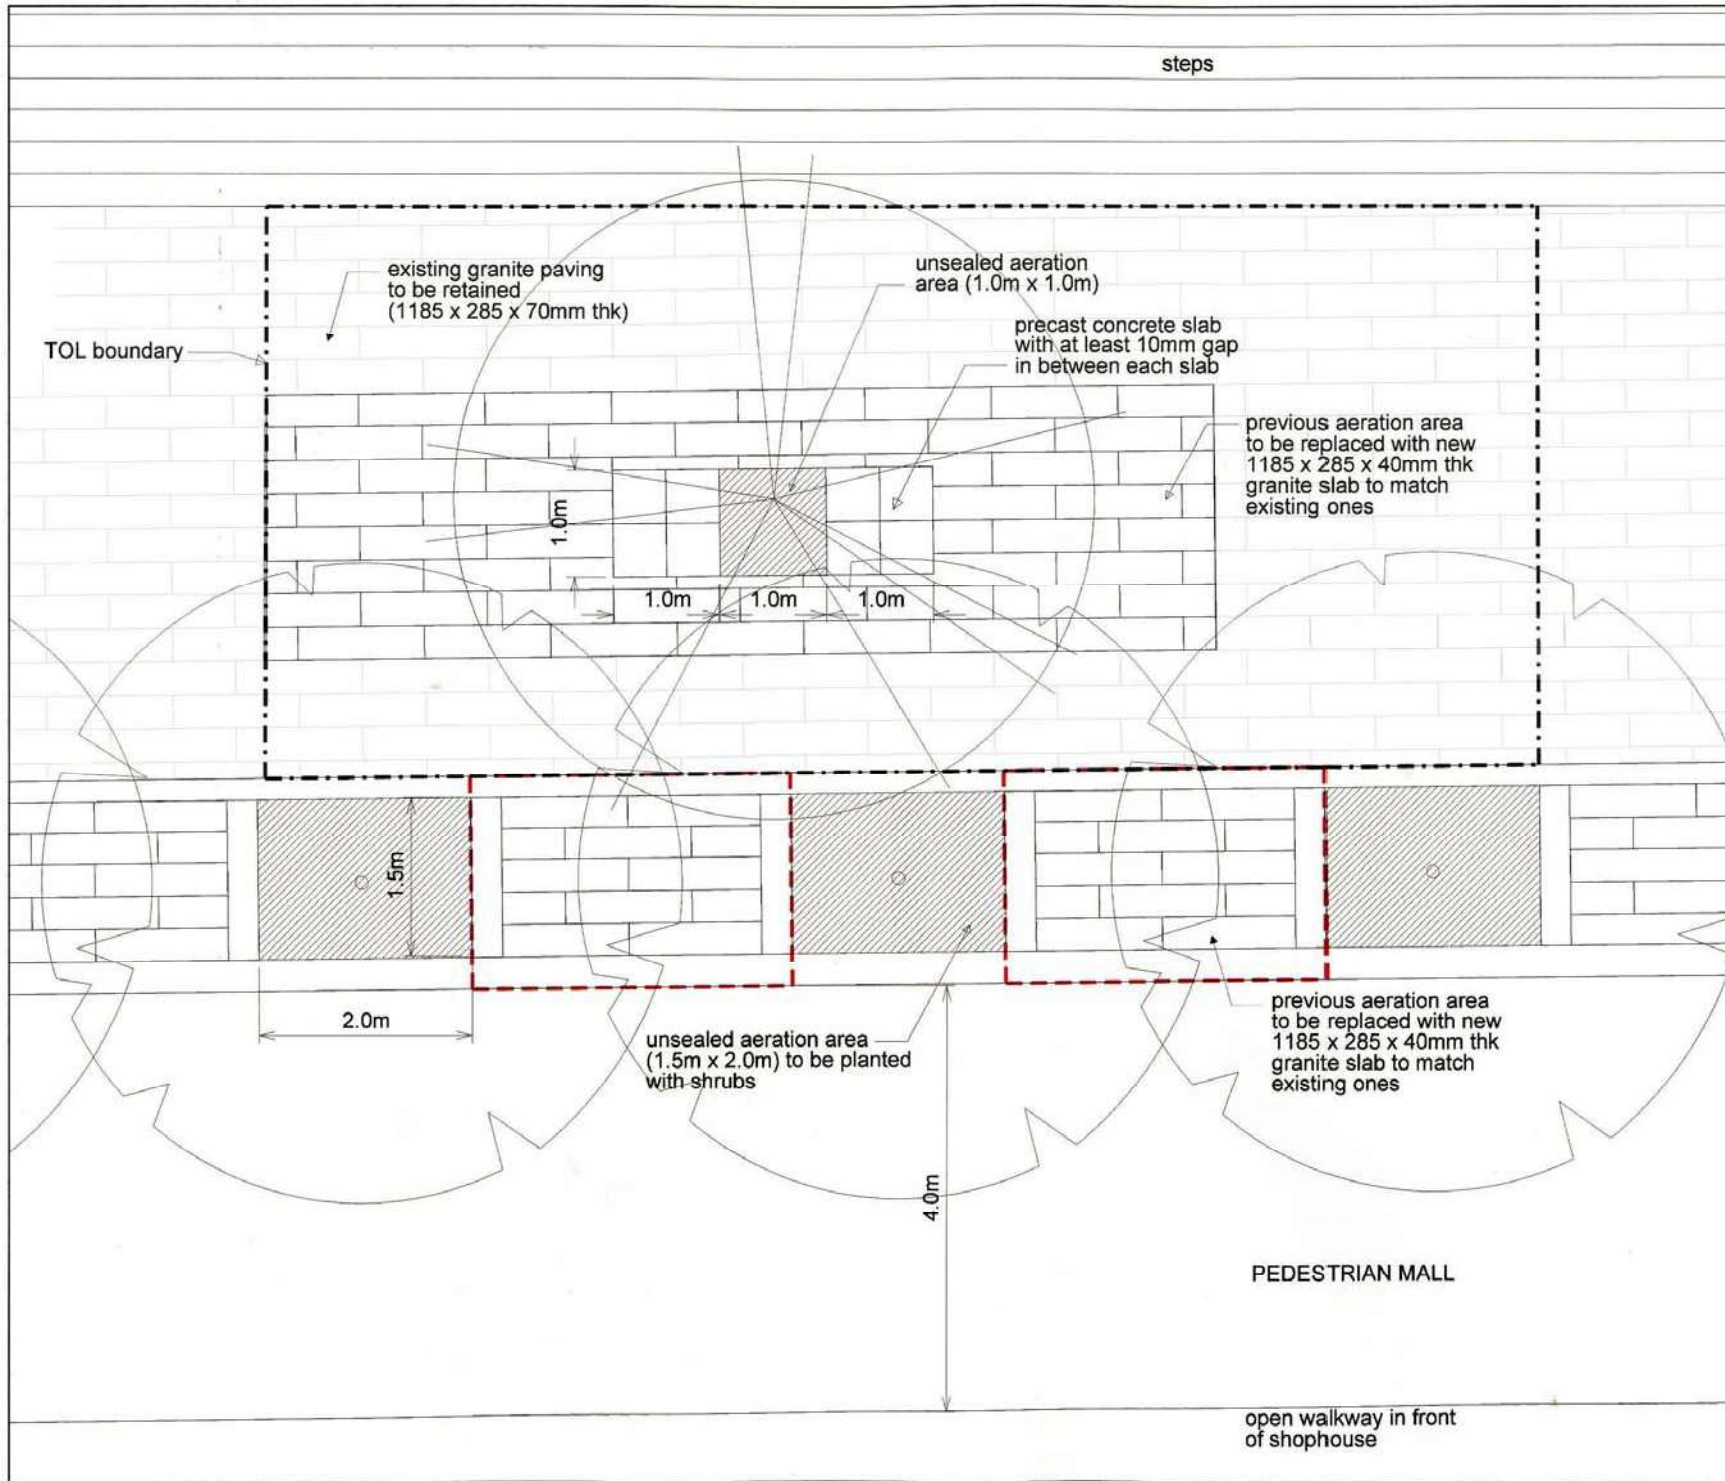 steps
existing granite paving
to be retained
(1185 x 285 x 70mm thk)
unsealed aeration
area (1.0m x 1.0m)
TOL boundary
precast concrete slab
with at least 10mm gap
in between each slab
previous aeration area
to be replaced with new
1185 x 285 x 40mm thk
granite slab to match
existing ones
1.0m
1.0m
1.0m
1.0m
1.5m
2.0m
unsealed aeration area
(1.5m x 2.0m) to be planted
with shrubs
previous aeration area
to be replaced with new
1185 x 285 x 40mm thk
granite slab to match
existing ones
4.0m
PEDESTRIAN MALL
open walkway in front
of shophouse